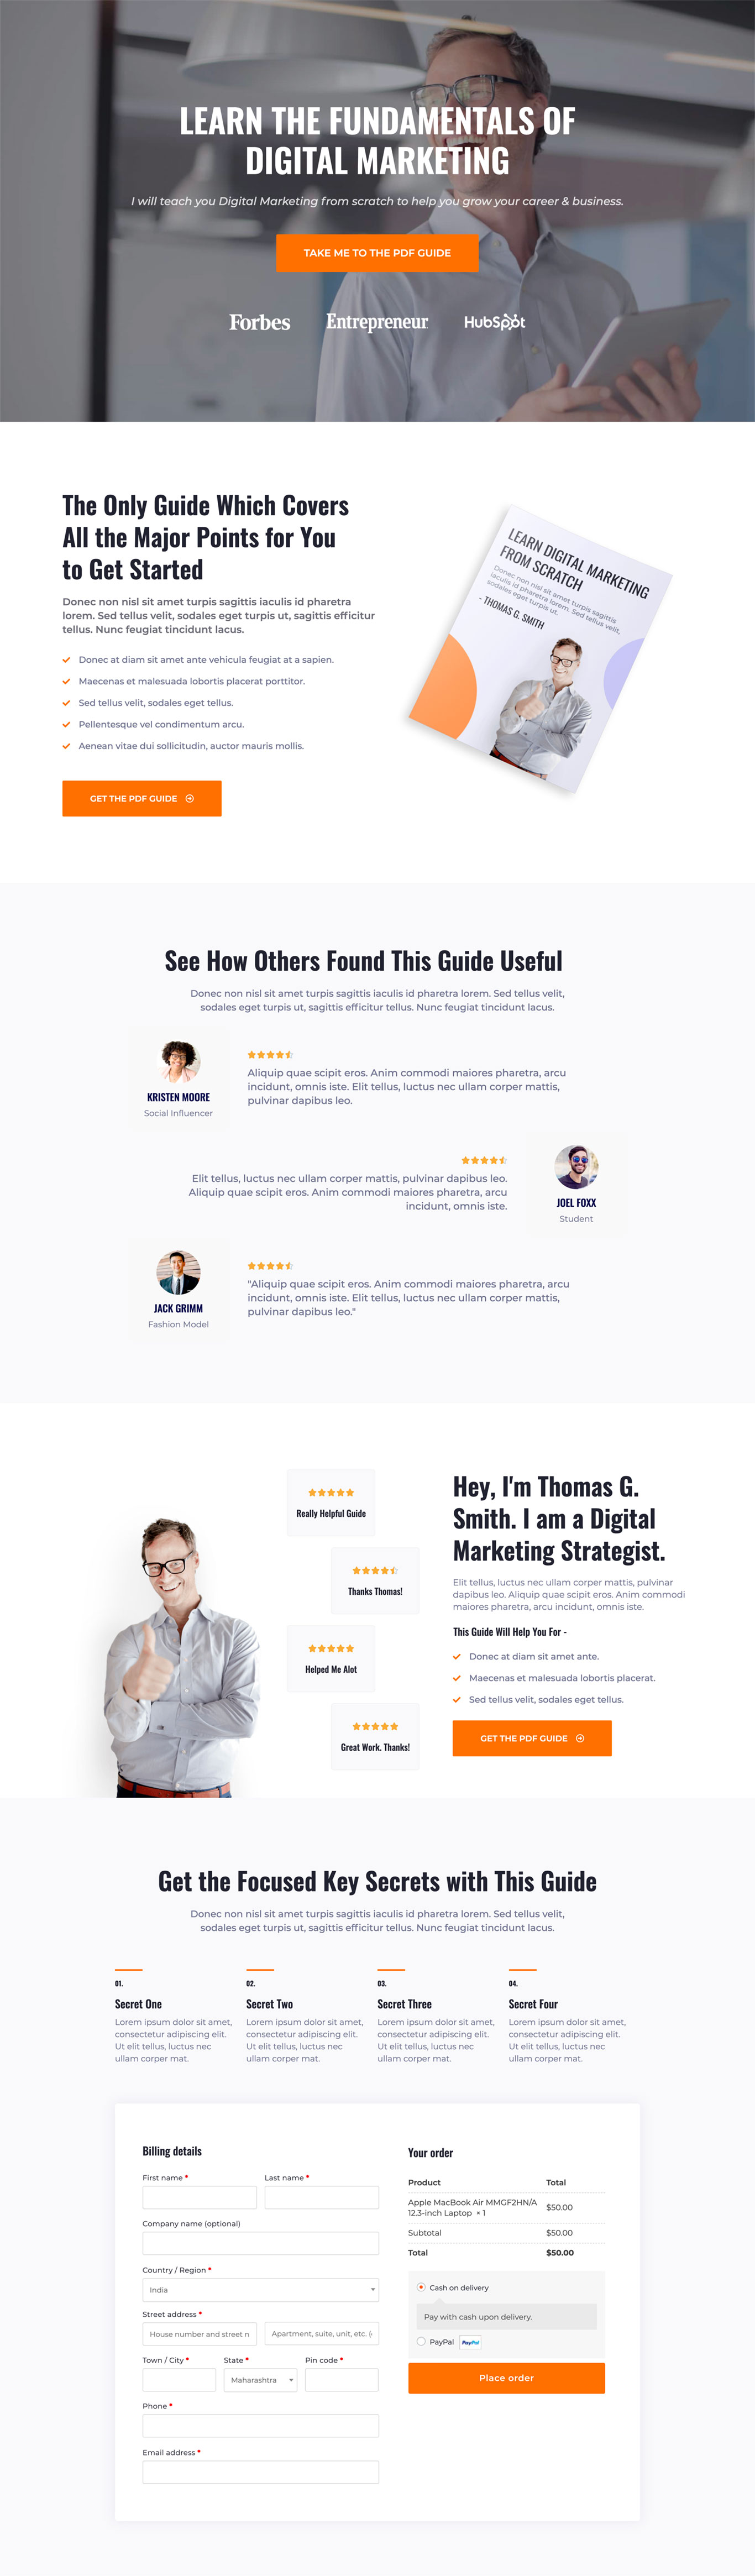 LEARN THE FUNDAMENTALS OF
DIGITAL MARKETING
I will teach you Digital Marketing from scratch to help you grow your career & business.
TAKE ME TO THE PDF GUIDE
Forbes
Entrepreneur
HubSpot
The Only Guide Which Covers
All the Major Points for You
to Get Started
Donec non nisl sit amet turpis sagittis iaculis id pharetra
lorem. Sed tellus velit, sodales eget turpis ut, sagittis efficitur
tellus. Nunc feugiat tincidunt lacus.
Donec at diam sit amet ante vehicula feugiat at a sapien.
Maecenas et malesuada lobortis placerat porttitor.
Sed tellus velit, sodales eget tellus.
Pellentesque vel condimentum arcu.
Aenean vitae dui sollicitudin, auctor mauris mollis.
GET THE PDF GUIDE
LEARN DIGITAL MARKETING
FROM SCRATCH
Donec non nisl sit amet turpis sagittis
iaculis id pharetra lorem. Sed tellus velit,
sodales eget turpis ut.
- THOMAS G. SMITH
See How Others Found This Guide Useful
Donec non nisl sit amet turpis sagittis iaculis id pharetra lorem. Sed tellus velit,
sodales eget turpis ut, sagittis efficitur tellus. Nunc feugiat tincidunt lacus.
KRISTEN MOORE
Social Influencer
Aliquip quae scipit eros. Anim commodi maiores pharetra, arcu
incidunt, omnis iste. Elit tellus, luctus nec ullam corper mattis,
pulvinar dapibus leo.
Elit tellus, luctus nec ullam corper mattis, pulvinar dapibus leo.
Aliquip quae scipit eros. Anim commodi maiores pharetra, arcu
incidunt, omnis iste.
JOEL FOXX
Student
JACK GRIMM
Fashion Model
"Aliquip quae scipit eros. Anim commodi maiores pharetra, arcu
incidunt, omnis iste. Elit tellus, luctus nec ullam corper mattis,
pulvinar dapibus leo."
Really Helpful Guide
Thanks Thomas!
Helped Me Alot
Great Work. Thanks!
Hey, I'm Thomas G.
Smith. I am a Digital
Marketing Strategist.
Elit tellus, luctus nec ullam corper mattis, pulvinar
dapibus leo. Aliquip quae scipit eros. Anim commodi
maiores pharetra, arcu incidunt, omnis iste.
This Guide Will Help You For -
Donec at diam sit amet ante.
Maecenas et malesuada lobortis placerat.
Sed tellus velit, sodales eget tellus.
GET THE PDF GUIDE
Get the Focused Key Secrets with This Guide
Donec non nisl sit amet turpis sagittis iaculis id pharetra lorem. Sed tellus velit,
sodales eget turpis ut, sagittis efficitur tellus. Nunc feugiat tincidunt lacus.
01.
Secret One
Lorem ipsum dolor sit amet,
consectetur adipiscing elit.
Ut elit tellus, luctus nec
ullam corper mat.
02.
Secret Two
Lorem ipsum dolor sit amet,
consectetur adipiscing elit.
Ut elit tellus, luctus nec
ullam corper mat.
03.
Secret Three
Lorem ipsum dolor sit amet,
consectetur adipiscing elit.
Ut elit tellus, luctus nec
ullam corper mat.
04.
Secret Four
Lorem ipsum dolor sit amet,
consectetur adipiscing elit.
Ut elit tellus, luctus nec
ullam corper mat.
Billing details
First name *
Last name *
Company name (optional)
Country / Region *
India
Street address *
House number and street n
Apartment, suite, unit, etc. (
Town / City *
State *
Pin code *
Maharashtra
Phone *
Email address *
Your order
Product Total
Apple MacBook Air MMGF2HN/A
12.3-inch Laptop × 1 $50.00
Subtotal $50.00
Total $50.00
Cash on delivery
Pay with cash upon delivery.
PayPal PayPal
Place order